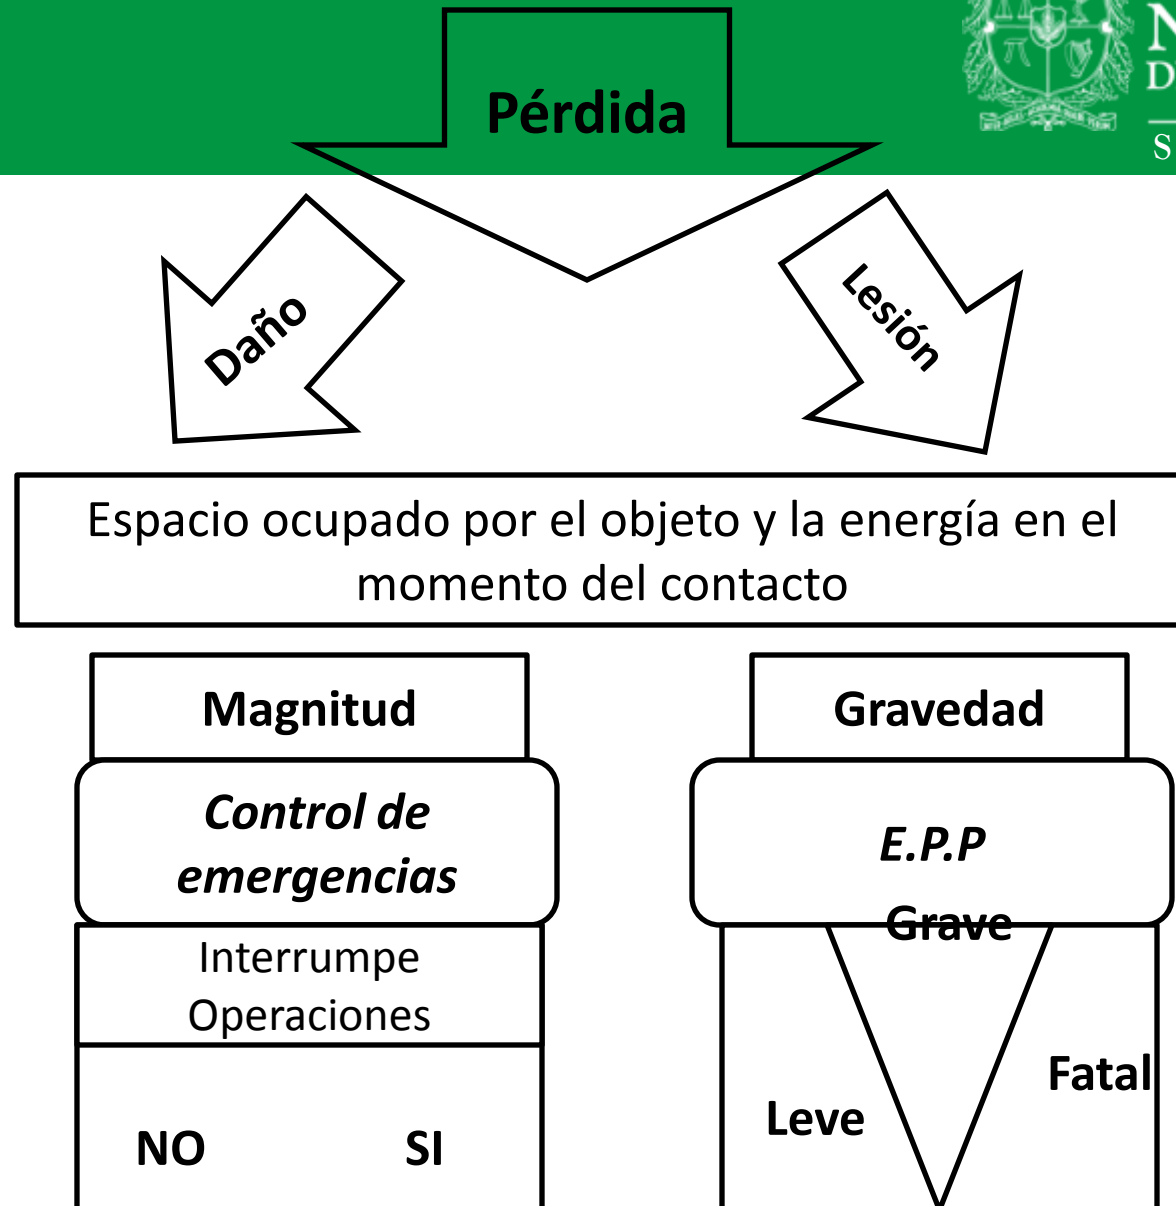 Pérdida
N
D
S
Daño
Lesión
Espacio ocupado por el objeto y la energía en el
momento del contacto
Magnitud
Gravedad
Control de
emergencias
E.P.P
Grave
Interrumpe
Operaciones
Fatal
Leve
NO SI